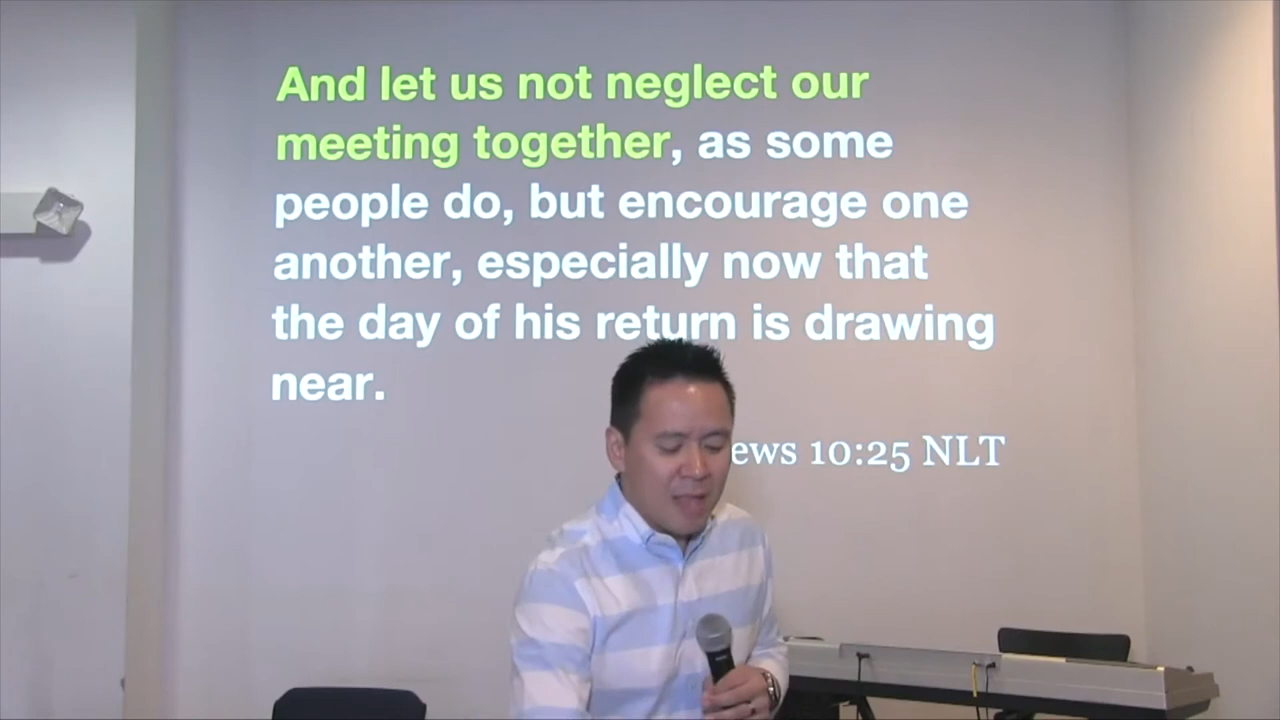 And let us not neglect our
meeting together, as some
people do, but encourage one
another, especially now that
the day of his return is drawing
near.
ews 10:25 NLT